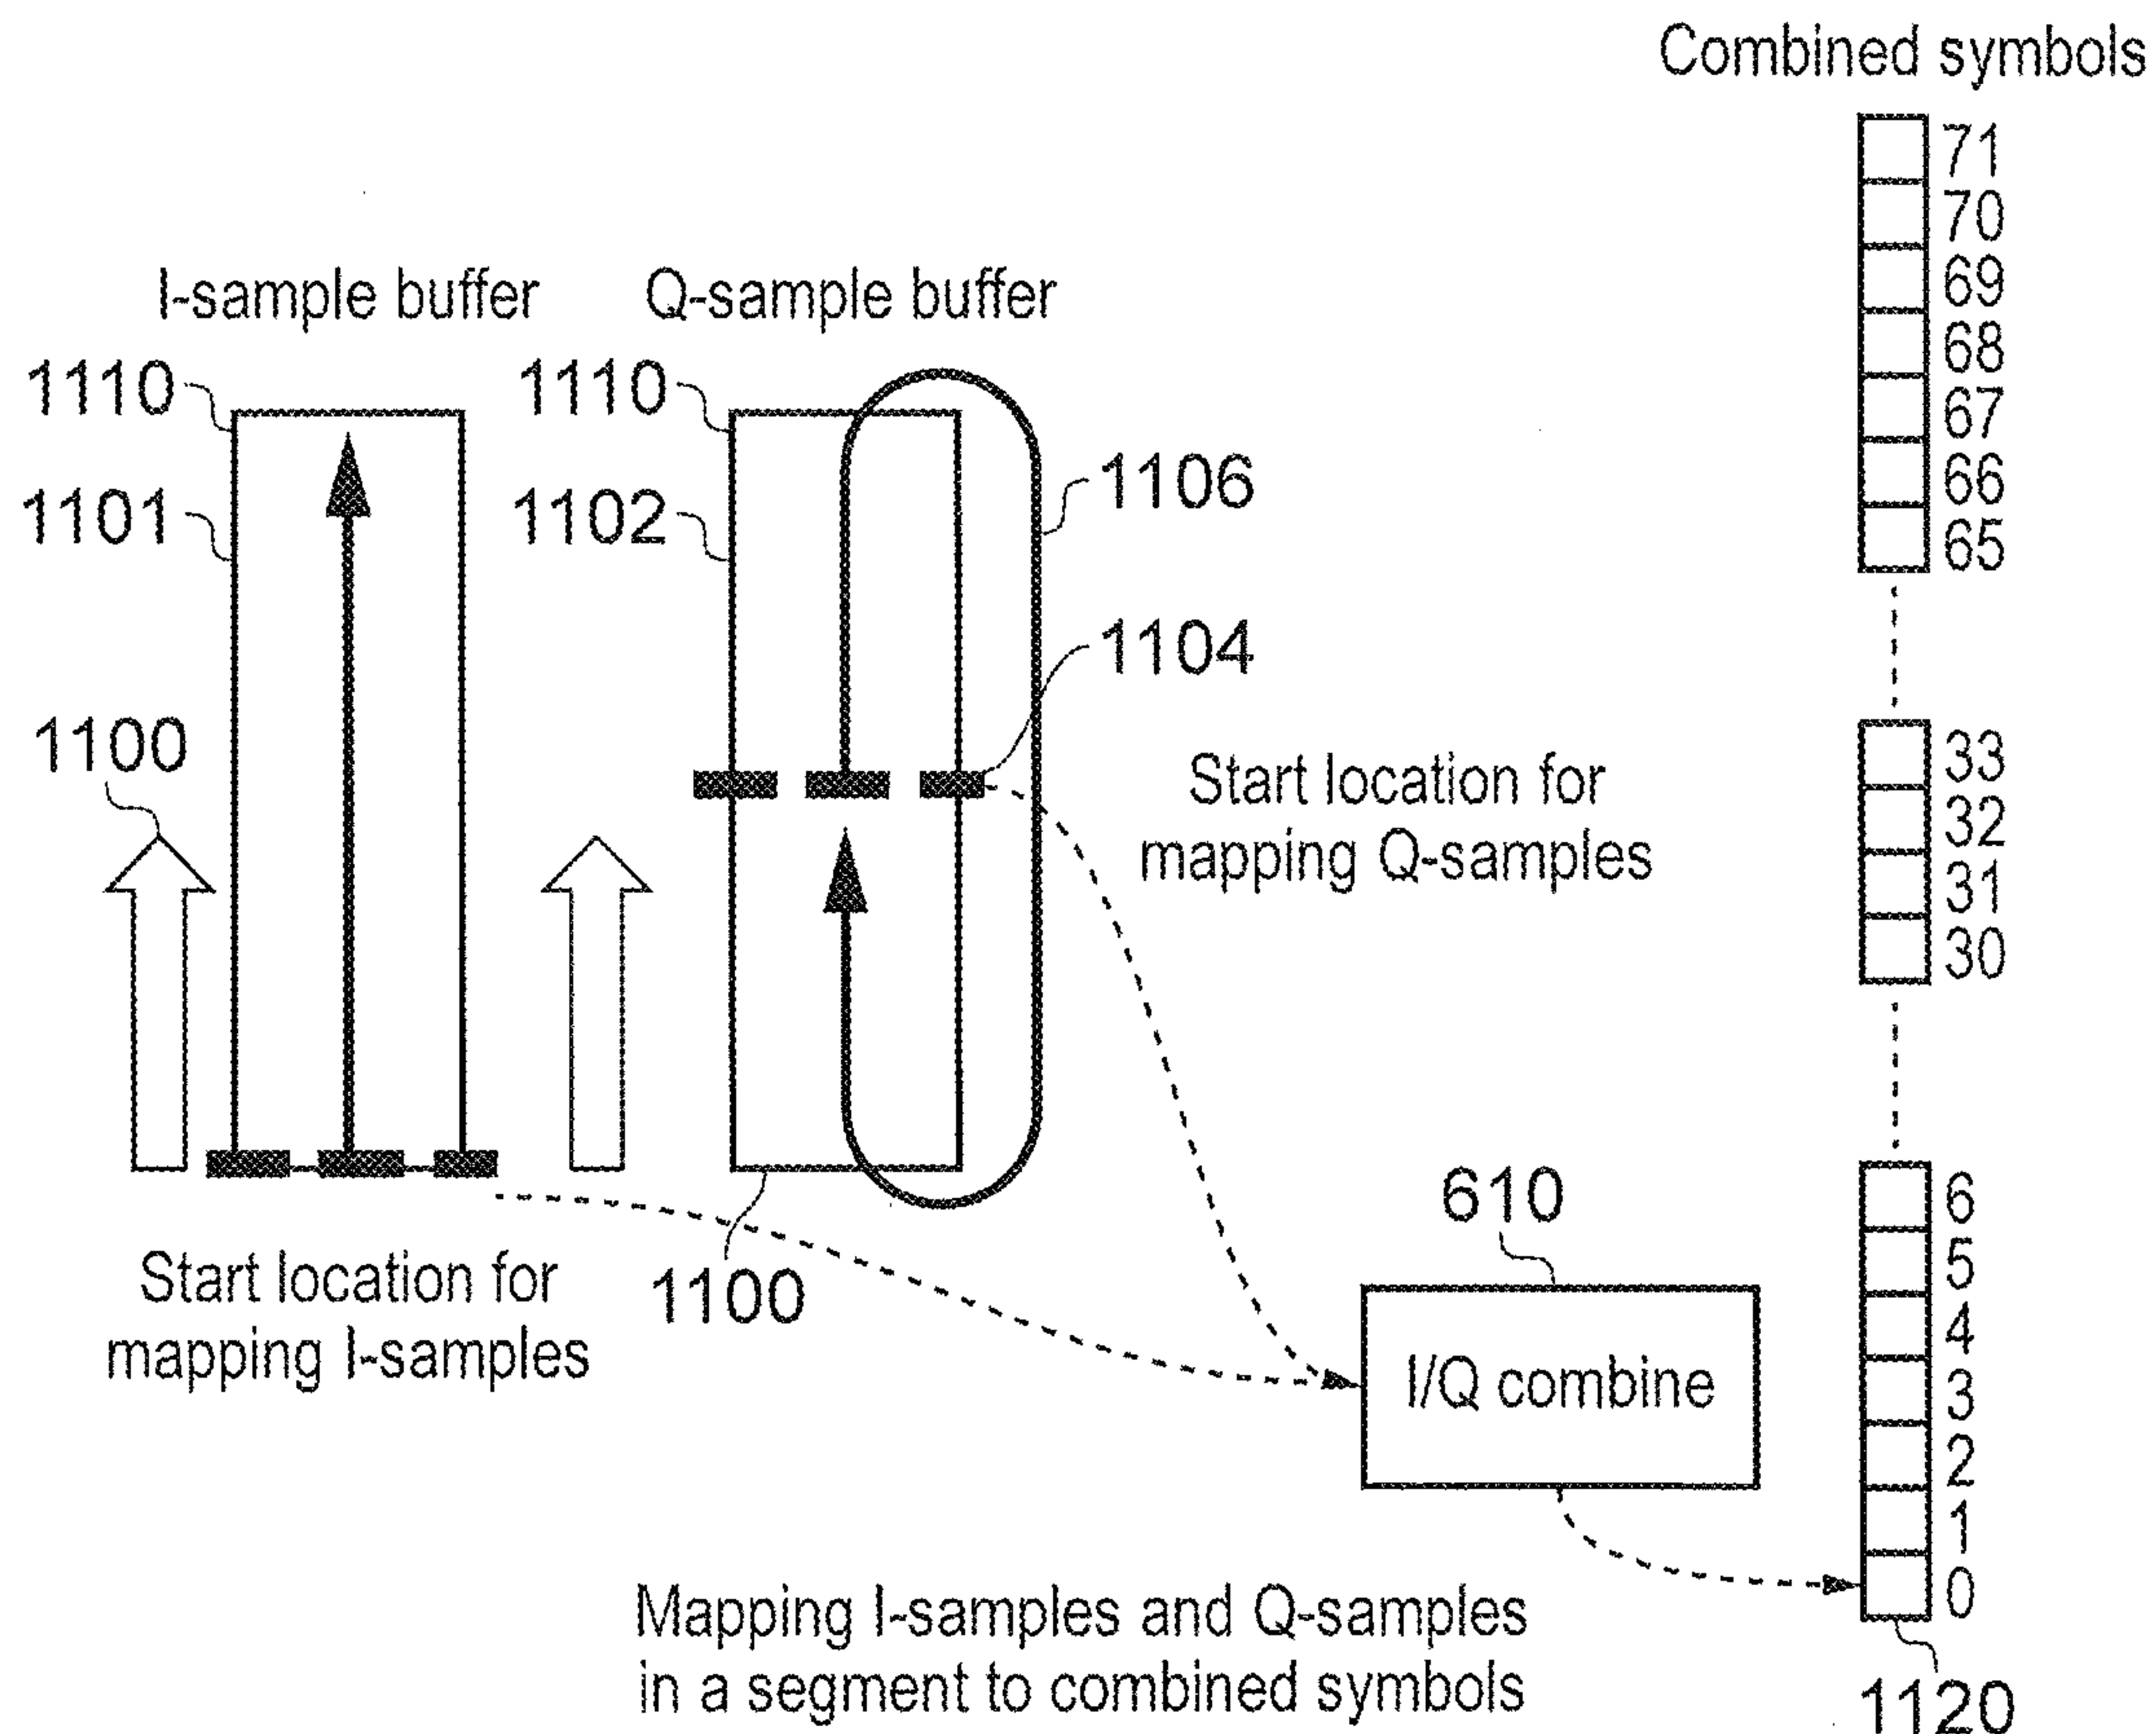 Combined symbols
71
70
69
68
67
66
65
33
32
31
30
6
5
4
3
2
1
0
1120
I-sample buffer
Q-sample buffer
1110
1110
1101
1102
1106
1104
1100
Start location for
mapping Q-samples
Start location for
mapping I-samples
1100
610
I/Q combine
Mapping I-samples and Q-samples
in a segment to combined symbols